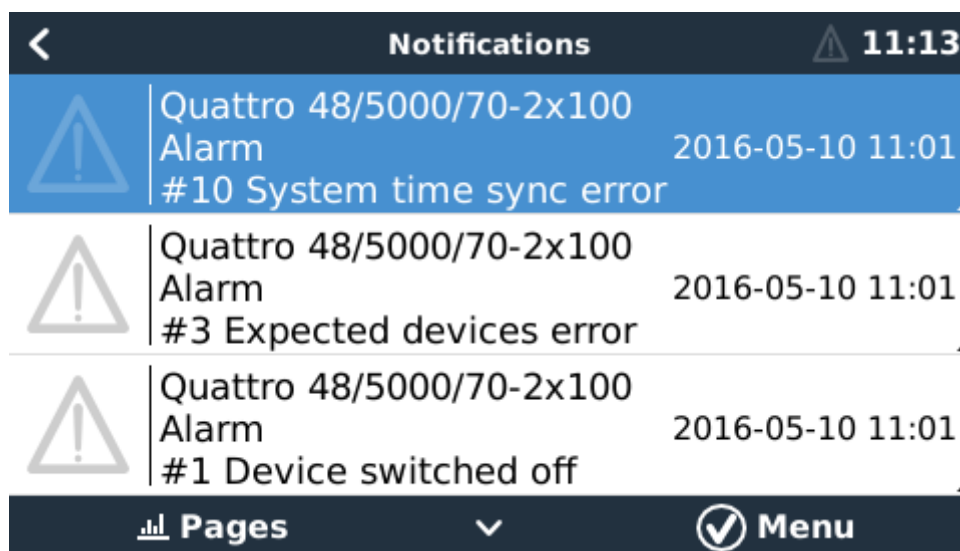 Notifications
11:13
Quattro 48/5000/70-2x100
Alarm
2016-05-10 11:01
#10 System time sync error
Quattro 48/5000/70-2x100
Alarm
2016-05-10 11:01
#3 Expected devices error
Quattro 48/5000/70-2x100
Alarm
2016-05-10 11:01
#1 Device switched off
Pages
Menu